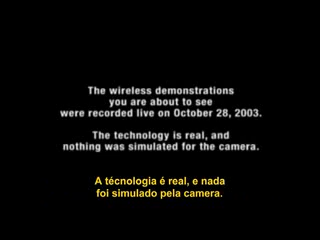 The wireless demonstrations
you are about to see
were recorded live on October 28, 2003.
The technology is real, and
nothing was simulated for the camera.
A técnologia é real, e nada
foi simulado pela camera.